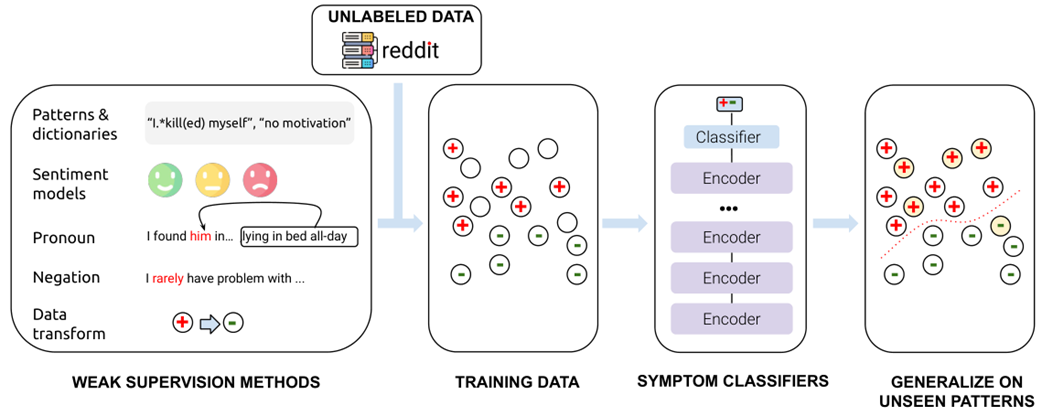 UNLABELED DATA
reddit
Patterns &
dictionaries
"I.*kill(ed) myself", "no motivation"
Sentiment
models
Pronoun
I found him in... lying in bed all-day
Negation
I rarely have problem with ...
Data
transform
+ -
WEAK SUPERVISION METHODS
+ + + + + +
- - - - - -
TRAINING DATA
+ -
Classifier
Encoder
...
Encoder
Encoder
Encoder
SYMPTOM CLASSIFIERS
+ + + + + + + + + +
- - - - - - -
GENERALIZE ON
UNSEEN PATTERNS